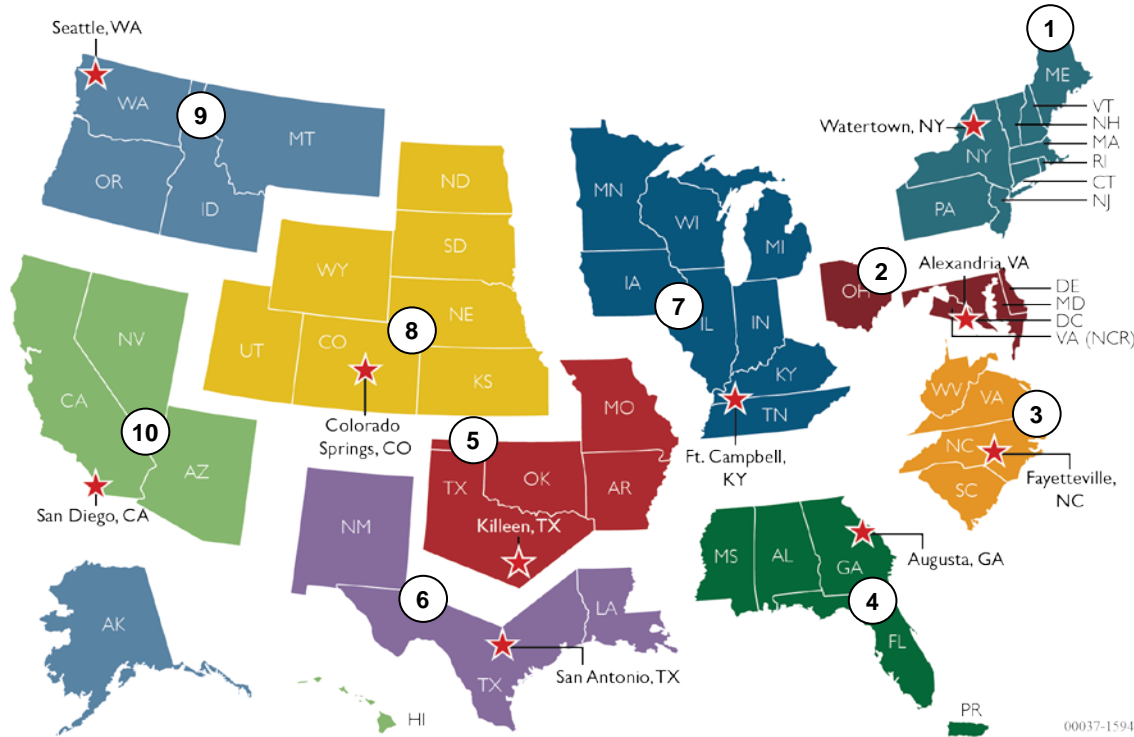 Seattle, WA
WA
9
MT
OR
ID
1
ME
VT
NH
MA
RI
CT
NJ
Watertown, NY
NY
PA
ND
SD
WY
NE
UT
CO
8
KS
Colorado
Springs, CO
MN
WI
MI
IA
7
IL
IN
KY
TN
Ft. Campbell,
KY
2
OH
Alexandria, VA
DE
MD
DC
VA (NCR)
NV
CA
10
AZ
San Diego, CA
5
MO
TX
OK
AR
Killeen, TX
WV
VA
3
NC
SC
Fayetteville,
NC
NM
6
LA
TX
San Antonio, TX
MS
AL
GA
Augusta, GA
4
FL
PR
AK
HI
00037-1594